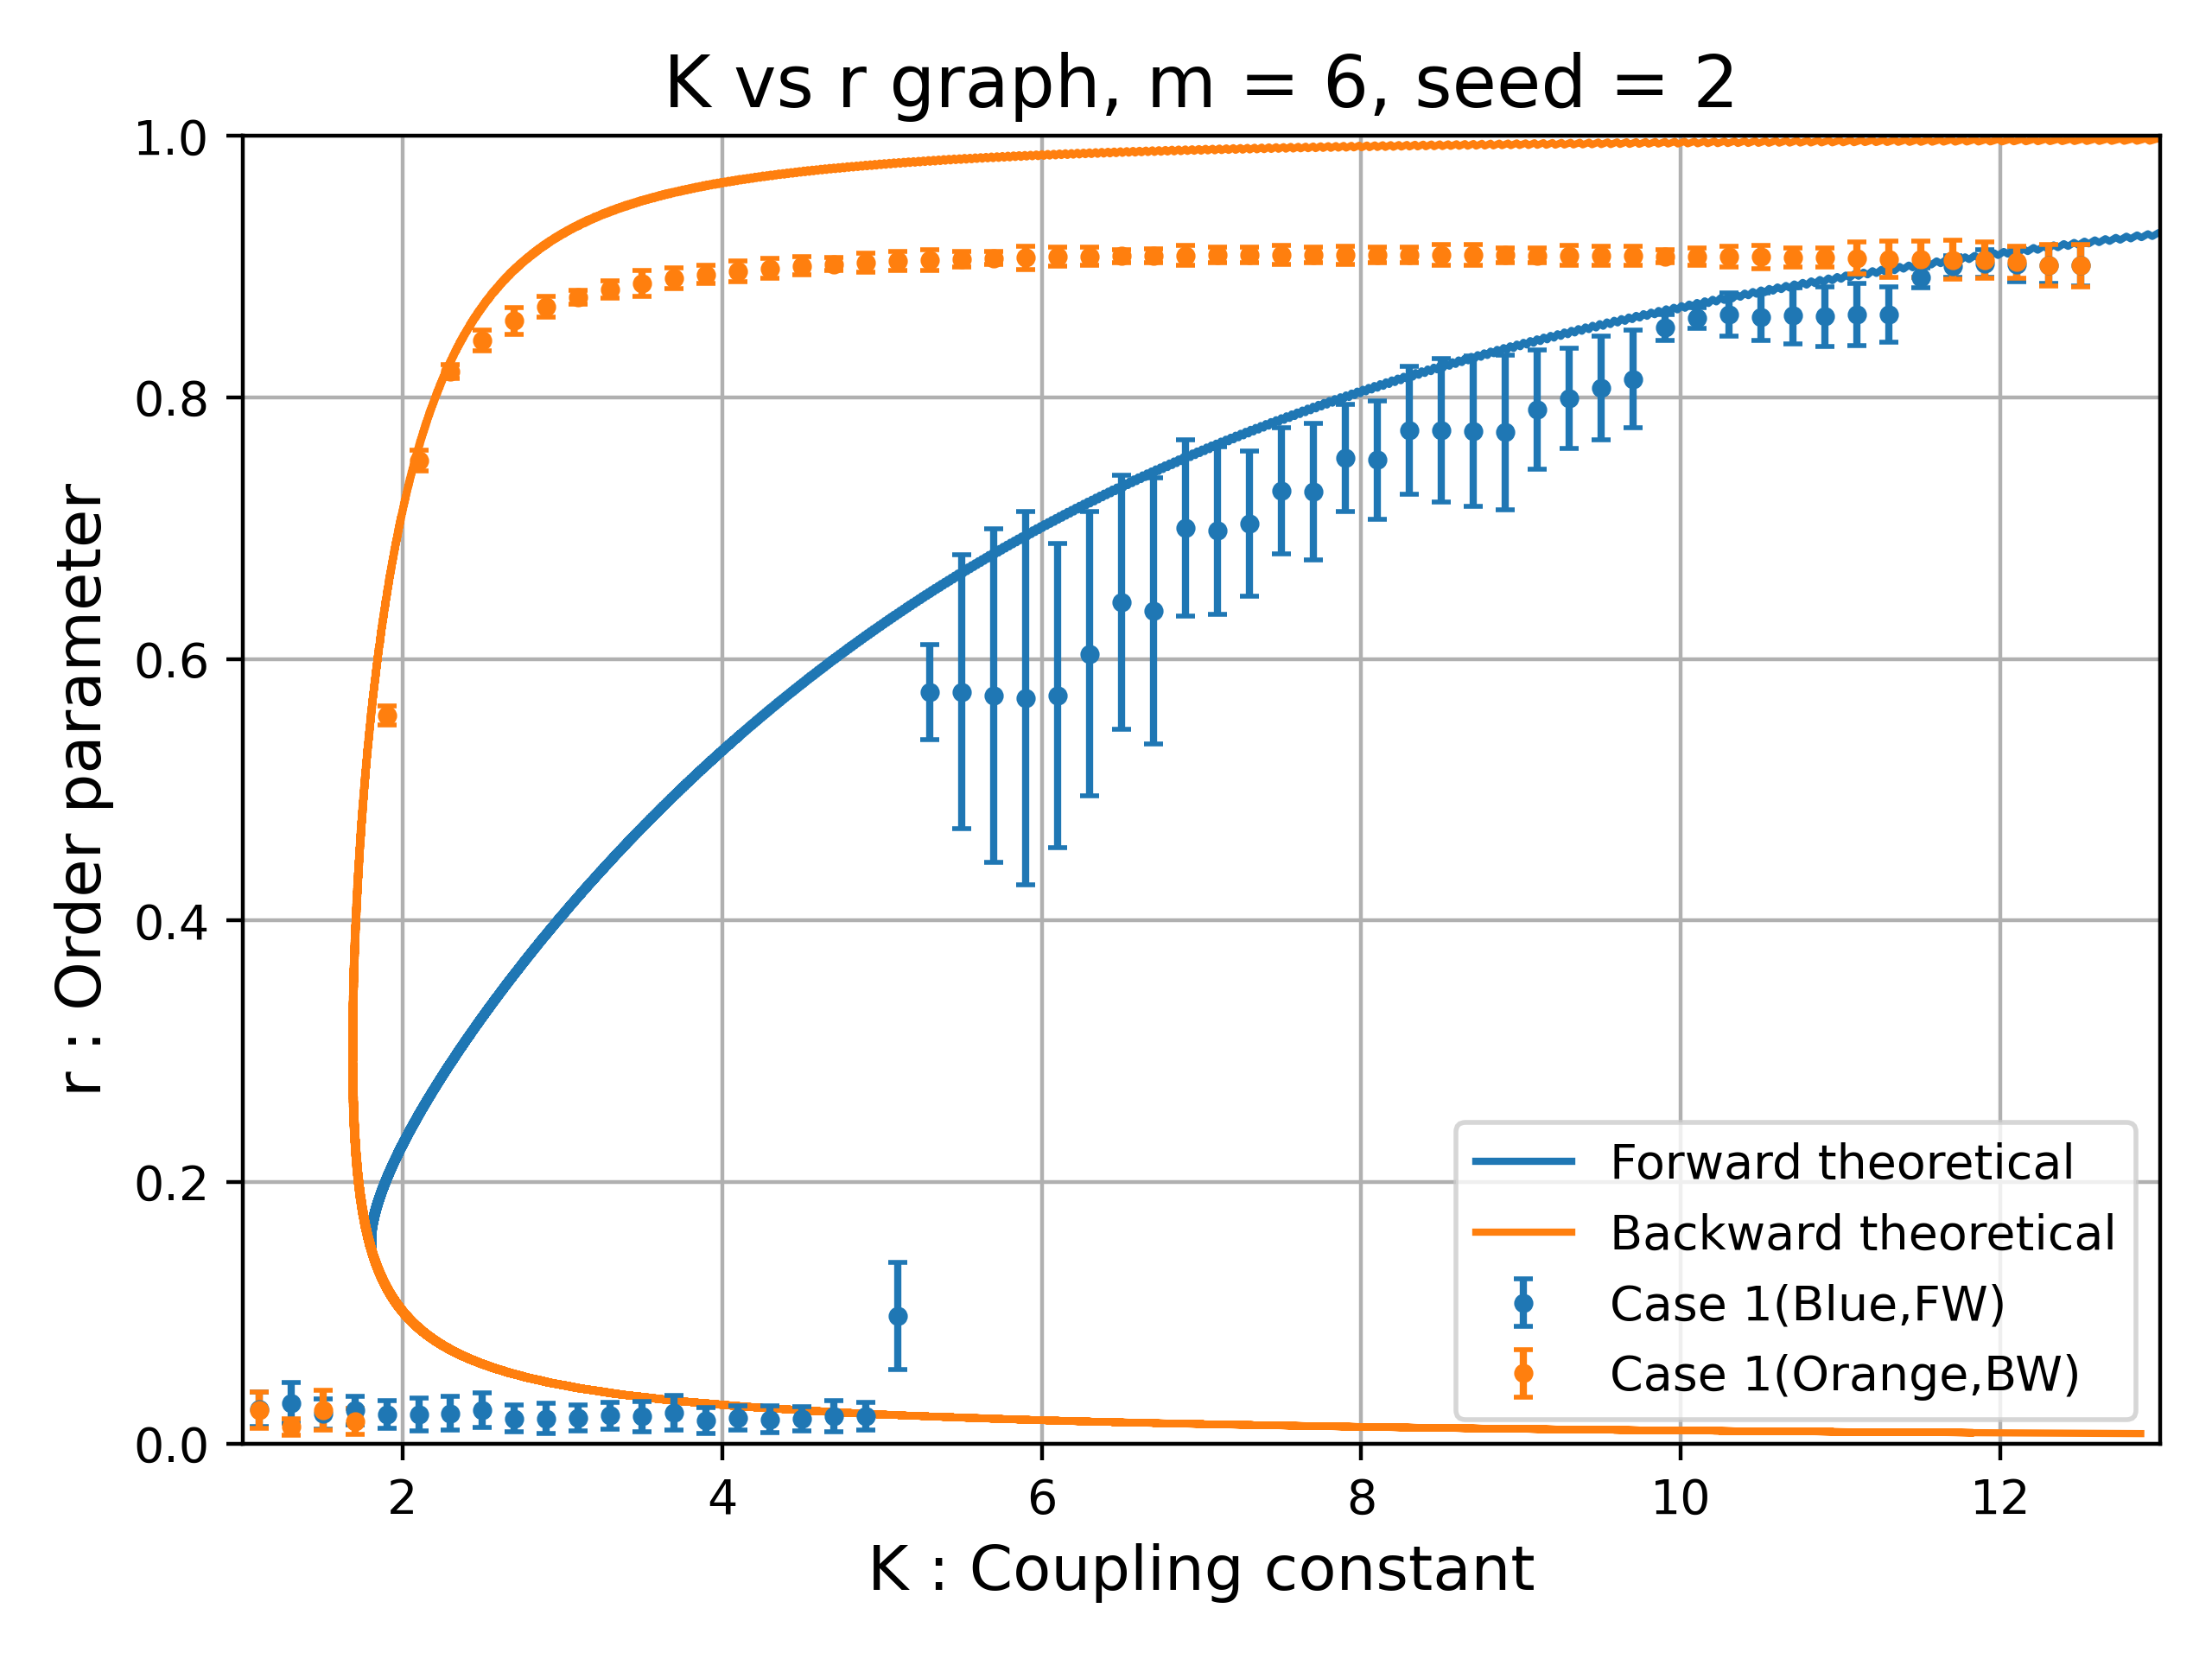 K vs r graph, m = 6, seed = 2
1.0
0.8
0.6
0.4
0.2
0.0
r : Order parameter
Forward theoretical
Backward theoretical
Case 1(Blue,FW)
Case 1(Orange,BW)
2 4 6 8 10 12
K : Coupling constant